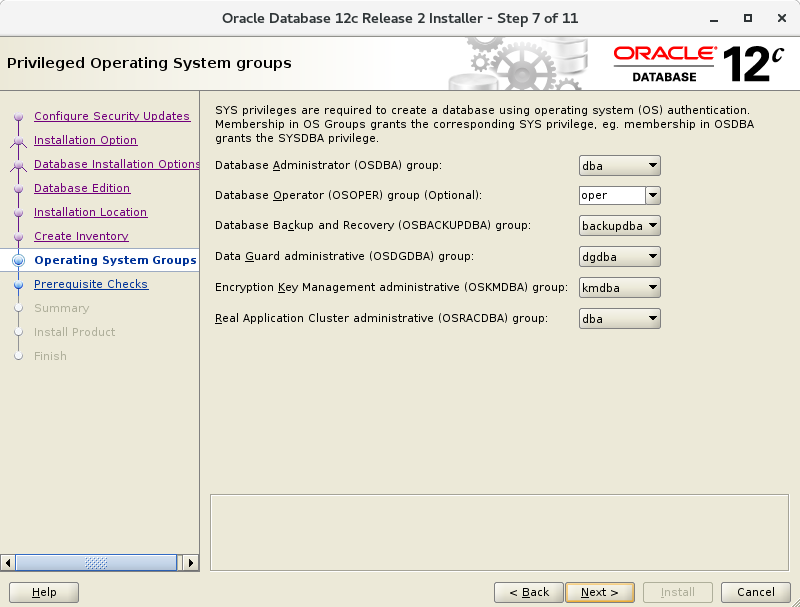 Oracle Database 12c Release 2 Installer - Step 7 of 11
Privileged Operating System groups
ORACLE®
DATABASE
12c
Configure Security Updates
Installation Option
Database Installation Options
Database Edition
Installation Location
Create Inventory
Operating System Groups
Prerequisite Checks
Summary
Install Product
Finish
SYS privileges are required to create a database using operating system (OS) authentication.
Membership in OS Groups grants the corresponding SYS privilege, eg. membership in OSDBA
grants the SYSDBA privilege.
Database Administrator (OSDBA) group: dba
Database Operator (OSOPER) group (Optional): oper
Database Backup and Recovery (OSBACKUPDBA) group: backupdba
Data Guard administrative (OSDGDBA) group: dgdba
Encryption Key Management administrative (OSKMDBA) group: kmdba
Real Application Cluster administrative (OSRACDBA) group: dba
Help
< Back
Next >
Install
Cancel